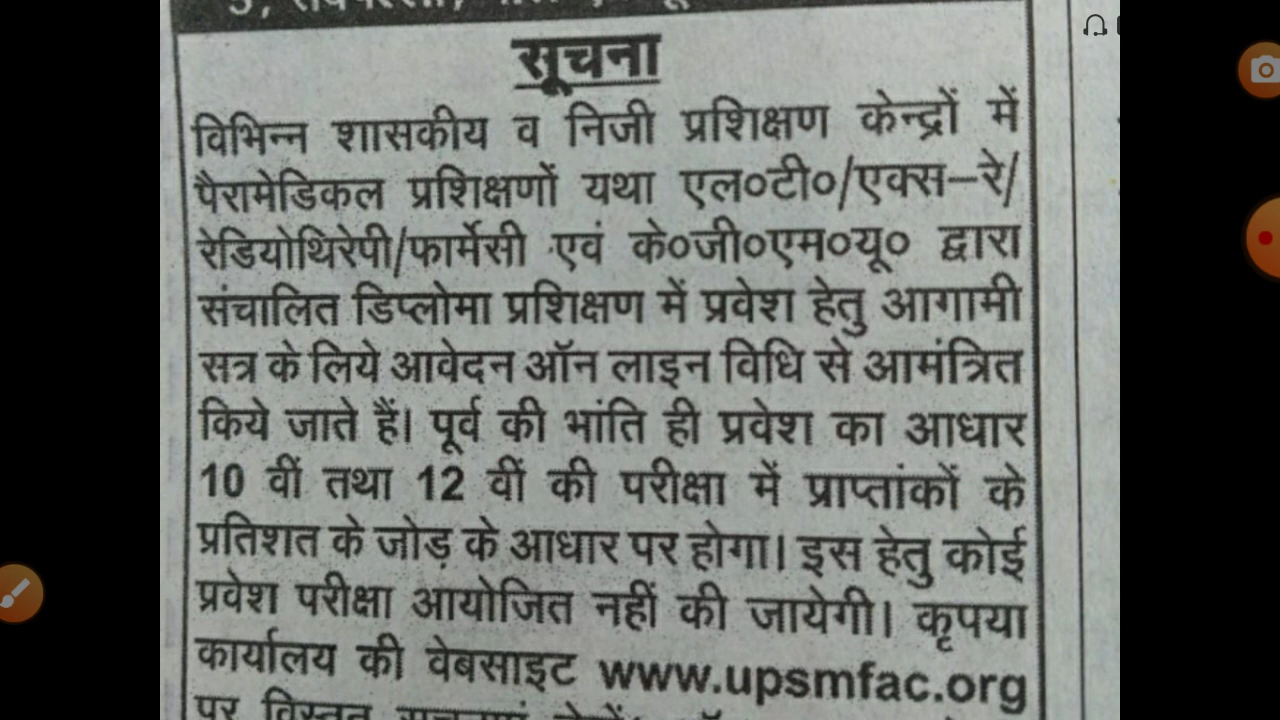 सूचना
विभिन्न शासकीय व निजी प्रशिक्षण केन्द्रों में
पैरामेडिकल प्रशिक्षणों यथा एल०टी०/एक्स–रे/
रेडियोथिरेपी/फार्मेसी एवं के०जी०एम०यू० द्वारा
संचालित डिप्लोमा प्रशिक्षण में प्रवेश हेतु आगामी
सत्र के लिये आवेदन ऑन लाइन विधि से आमंत्रित
किये जाते हैं। पूर्व की भांति ही प्रवेश का आधार
10 वीं तथा 12 वीं की परीक्षा में प्राप्तांकों के
प्रतिशत के जोड़ के आधार पर होगा। इस हेतु कोई
प्रवेश परीक्षा आयोजित नहीं की जायेगी। कृपया
कार्यालय की वेबसाइट www.upsmfac.org
पर विस्तृत